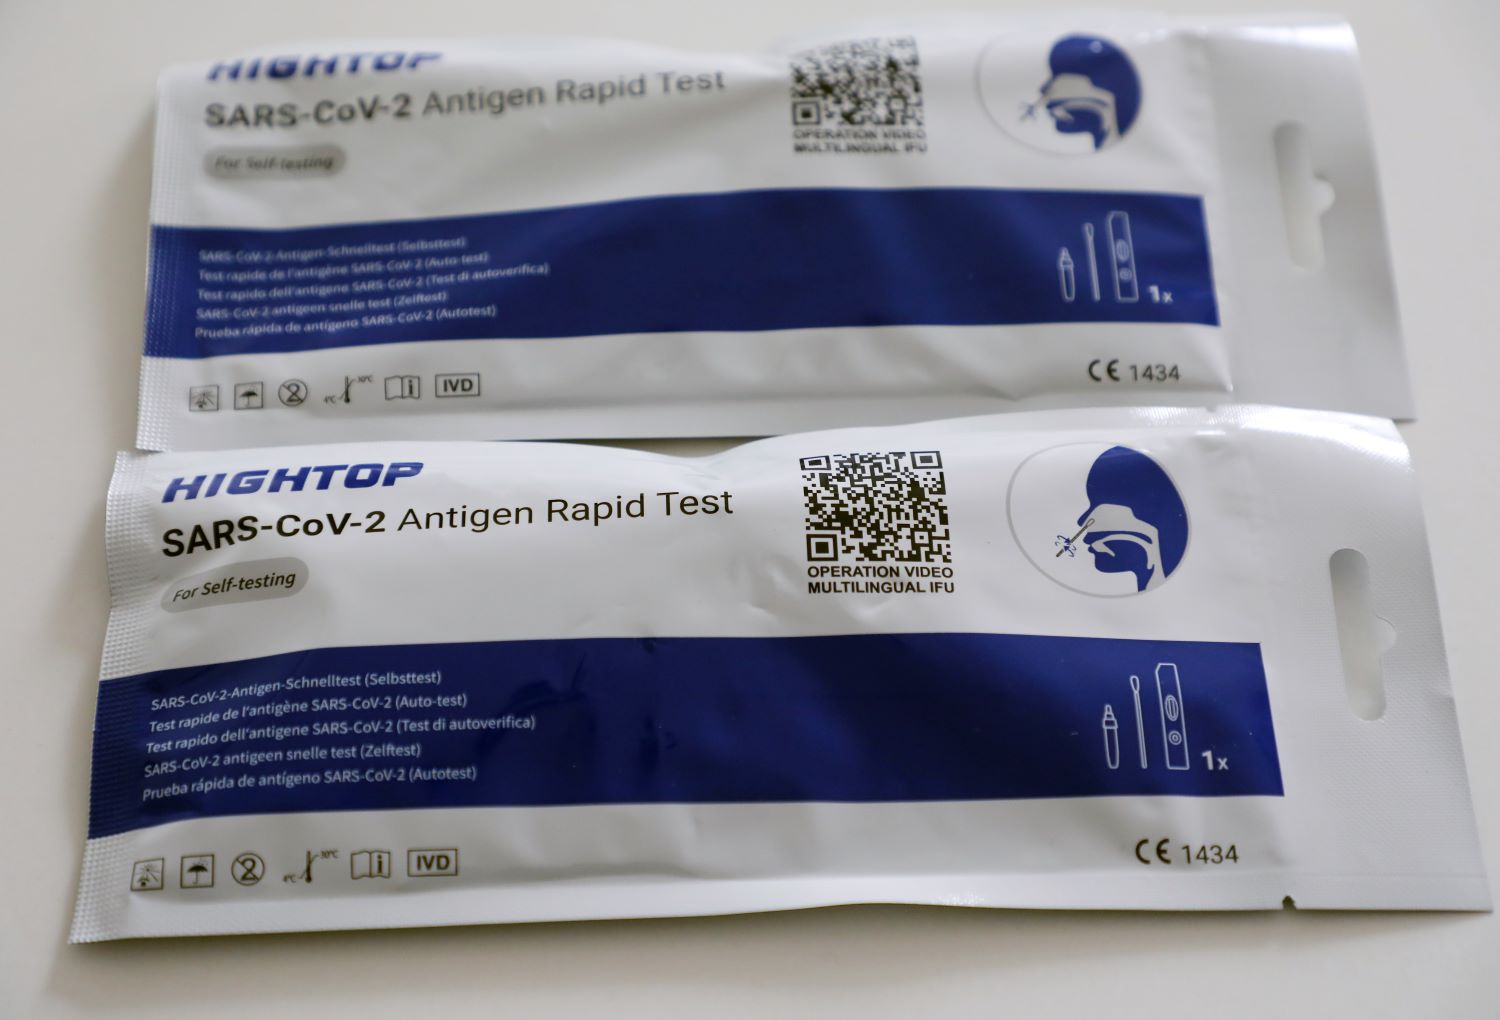 HIGHTOP
SARS-CoV-2 Antigen Rapid Test
For Self-testing
OPERATION VIDEO
MULTILINGUAL IFU
SARS-CoV-2-Antigen-Schnelltest (Selbsttest)
Test rapide de l'antigène SARS-CoV-2 (Auto-test)
Test rapido dell'antigene SARS-CoV-2 (Test di autoverifica)
SARS-CoV-2 antigeen snelle test (Zelftest)
Prueba rápida de antígeno SARS-CoV-2 (Autotest)
1x
4°C 30°C i IVD
CE 1434
HIGHTOP
SARS-CoV-2 Antigen Rapid Test
For Self-testing
OPERATION VIDEO
MULTILINGUAL IFU
SARS-CoV-2-Antigen-Schnelltest (Selbsttest)
Test rapide de l'antigène SARS-CoV-2 (Auto-test)
Test rapido dell'antigene SARS-CoV-2 (Test di autoverifica)
SARS-CoV-2 antigeen snelle test (Zelftest)
Prueba rápida de antígeno SARS-CoV-2 (Autotest)
1x
2 4°C 30°C i IVD
CE 1434